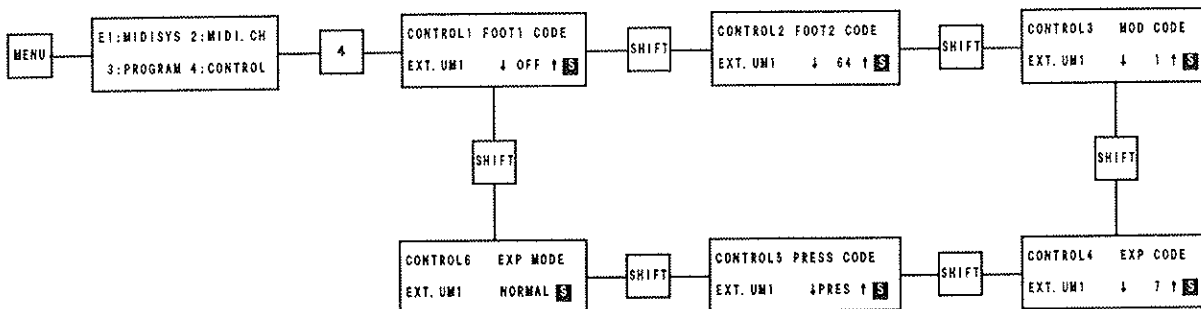 MENU
E1:MIDISYS 2:MIDI.CH
3:PROGRAM 4:CONTROL
4
CONTROL1 FOOT1 CODE
EXT.UM1 ↓ OFF ↑ S
SHIFT
CONTROL2 FOOT2 CODE
EXT.UM1 ↓ 64 ↑ S
SHIFT
CONTROL3 MOD CODE
EXT.UM1 ↓ 1 ↑ S
SHIFT
SHIFT
CONTROL6 EXP MODE
EXT.UM1 NORMAL S
SHIFT
CONTROL5 PRESS CODE
EXT.UM1 ↓PRES ↑ S
SHIFT
CONTROL4 EXP CODE
EXT.UM1 ↓ 7 ↑ S